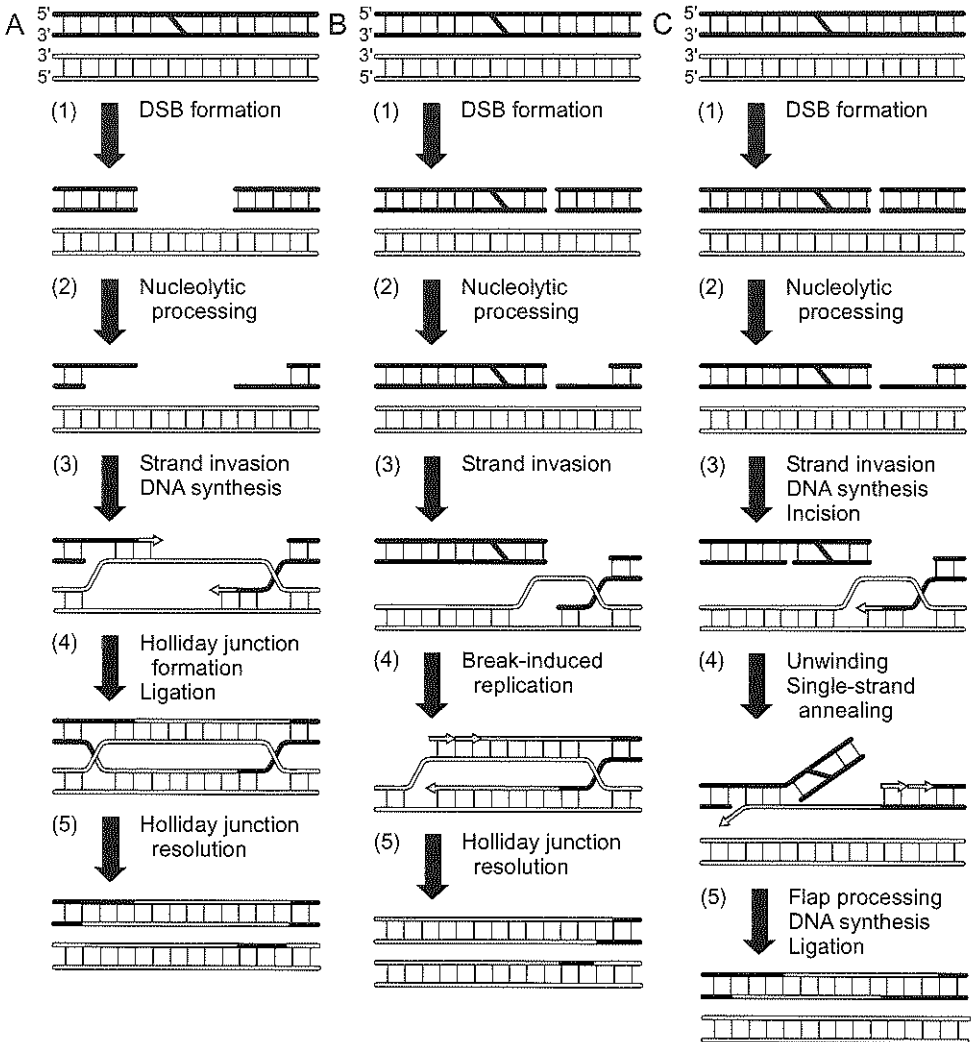 A
5'
3'
3'
5'
(1) DSB formation
(2) Nucleolytic
processing
(3) Strand invasion
DNA synthesis
(4) Holliday junction
formation
Ligation
(5) Holliday junction
resolution
B
5'
3'
3'
5'
(1) DSB formation
(2) Nucleolytic
processing
(3) Strand invasion
(4) Break-induced
replication
(5) Holliday junction
resolution
C
5'
3'
3'
5'
(1) DSB formation
(2) Nucleolytic
processing
(3) Strand invasion
DNA synthesis
Incision
(4) Unwinding
Single-strand
annealing
(5) Flap processing
DNA synthesis
Ligation